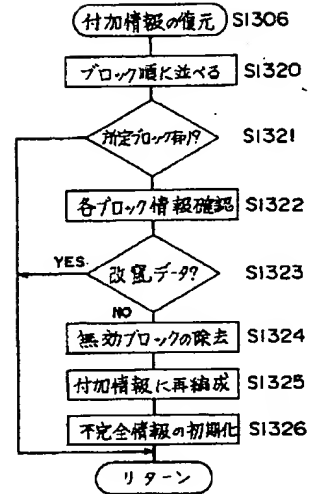 付加情報の復元 S1306
ブロック順に並べる S1320
所定ブロック有り? S1321
各ブロック情報確認 S1322
YES
改竄データ? S1323
NO
無効ブロックの除去 S1324
付加情報に再編成 S1325
不完全情報の初期化 S1326
リターン